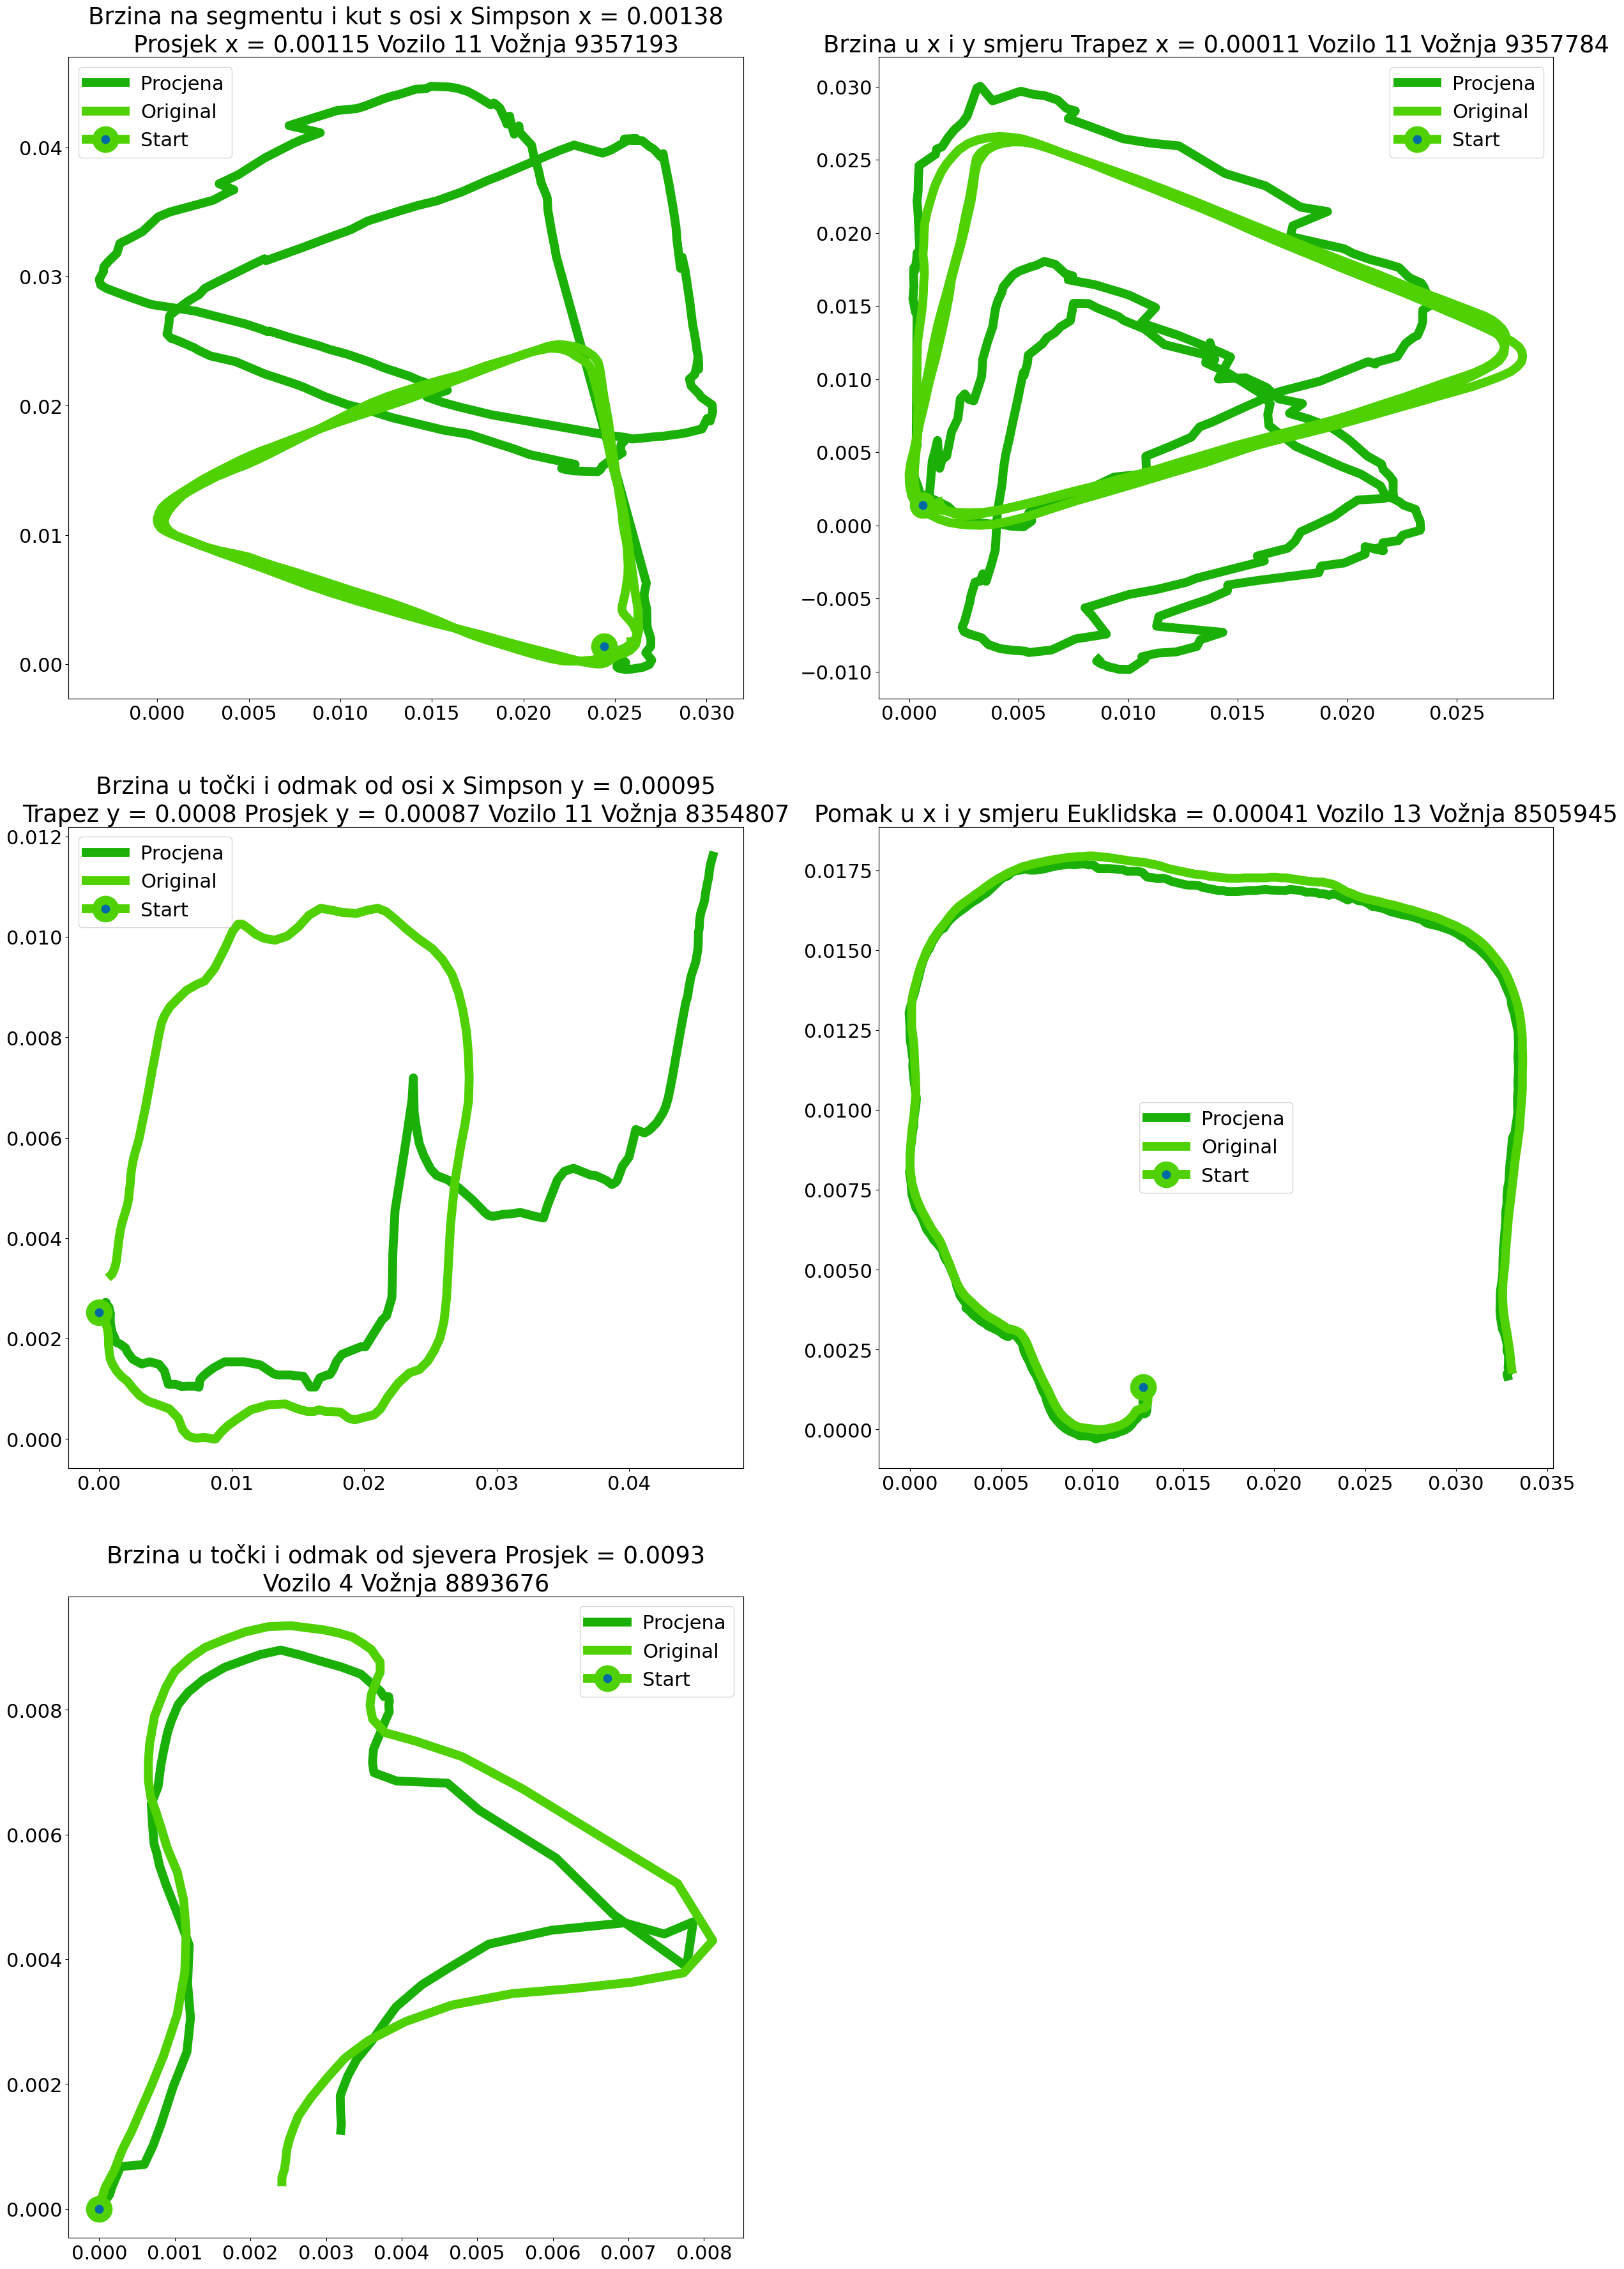 Brzina na segmentu i kut s osi x Simpson x = 0.00138
Prosjek x = 0.00115 Vozilo 11 Vožnja 9357193
Procjena
Original
Start
0.04
0.03
0.02
0.01
0.00
0.000 0.005 0.010 0.015 0.020 0.025 0.030
Brzina u x i y smjeru Trapez x = 0.00011 Vozilo 11 Vožnja 9357784
Procjena
Original
Start
0.030
0.025
0.020
0.015
0.010
0.005
0.000
−0.005
−0.010
0.000 0.005 0.010 0.015 0.020 0.025
Brzina u točki i odmak od osi x Simpson y = 0.00095
Trapez y = 0.0008 Prosjek y = 0.00087 Vozilo 11 Vožnja 8354807
Procjena
Original
Start
0.012
0.010
0.008
0.006
0.004
0.002
0.000
0.00 0.01 0.02 0.03 0.04
Pomak u x i y smjeru Euklidska = 0.00041 Vozilo 13 Vožnja 8505945
Procjena
Original
Start
0.0175
0.0150
0.0125
0.0100
0.0075
0.0050
0.0025
0.0000
0.000 0.005 0.010 0.015 0.020 0.025 0.030 0.035
Brzina u točki i odmak od sjevera Prosjek = 0.0093
Vozilo 4 Vožnja 8893676
Procjena
Original
Start
0.008
0.006
0.004
0.002
0.000
0.000 0.001 0.002 0.003 0.004 0.005 0.006 0.007 0.008